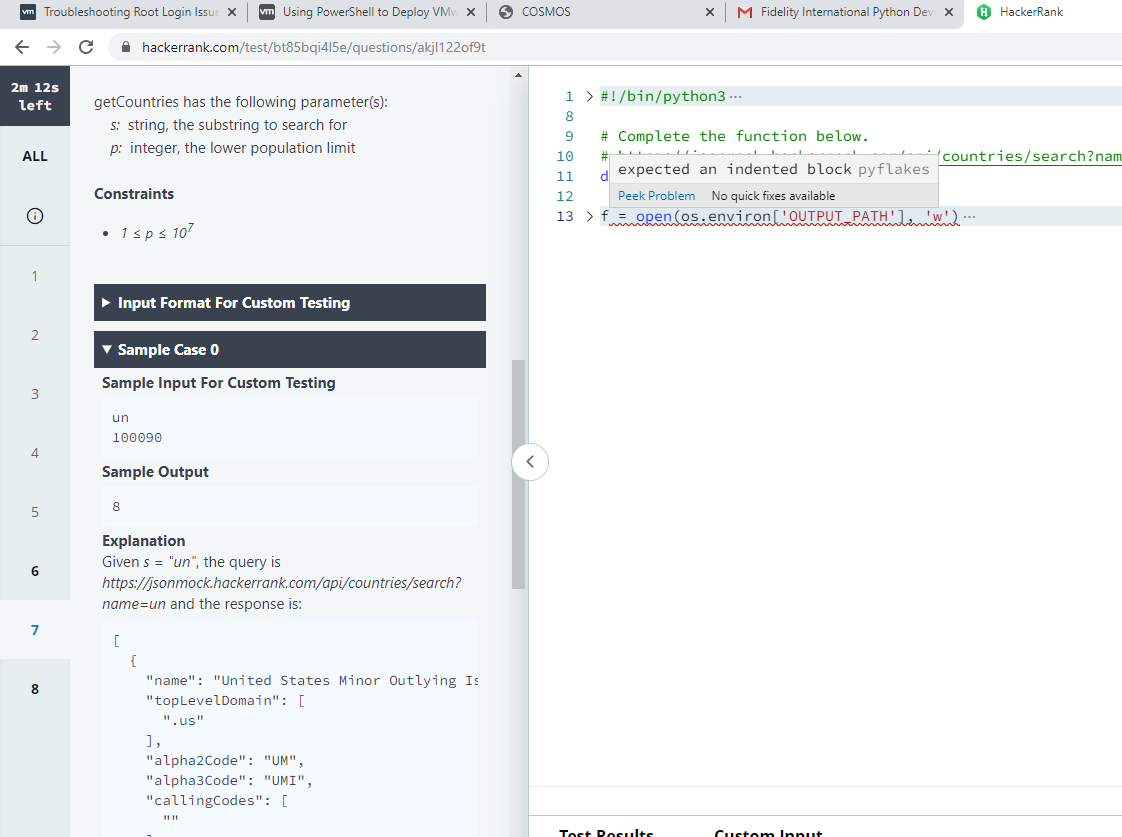 vm Troubleshooting Root Login Issue
vm Using PowerShell to Deploy VMw
COSMOS
Fidelity International Python Deve
HackerRank
hackerrank.com/test/bt85bqi4l5e/questions/akjl122of9t
2m 12s
left
ALL
1
2
3
4
5
6
7
8
getCountries has the following parameter(s):
s: string, the substring to search for
p: integer, the lower population limit
Constraints
• 1 ≤ p ≤ 10^7
Input Format For Custom Testing
Sample Case 0
Sample Input For Custom Testing
un
100090
Sample Output
8
Explanation
Given s = "un", the query is
https://jsonmock.hackerrank.com/api/countries/search?
name=un and the response is:
[
{
"name": "United States Minor Outlying Is
"topLevelDomain": [
".us"
],
"alpha2Code": "UM",
"alpha3Code": "UMI",
"callingCodes": [
""
1 #!/bin/python3 ···
8
9 # Complete the function below.
10 # /countries/search?nam
expected an indented block pyflakes
11 d
Peek Problem No quick fixes available
12
13 f = open(os.environ['OUTPUT_PATH'], 'w') ···
Test Results Custom Input